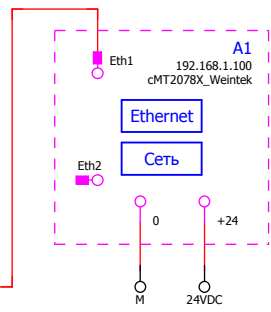 A1
Eth1
192.168.1.100
cMT2078X_Weintek
Ethernet
Сеть
Eth2
0
+24
M
24VDC